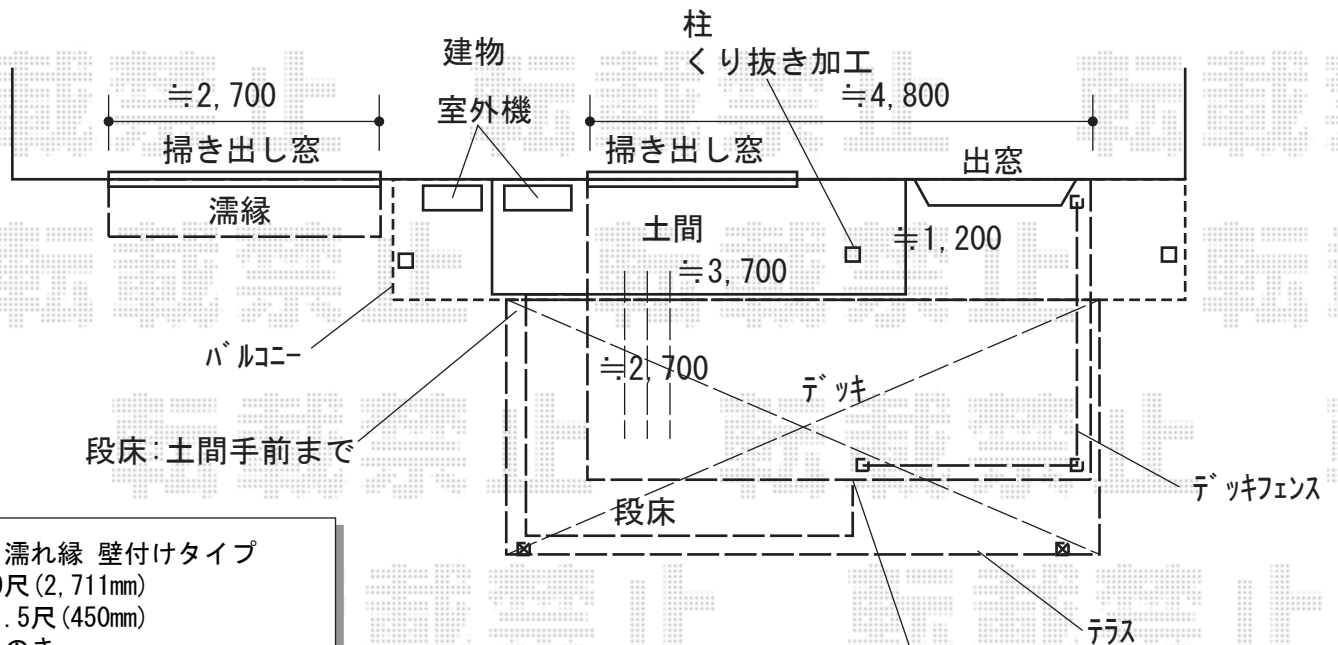 柱
くり抜き加工
建物
室外機
≒2,700
≒4,800
掃き出し窓
掃き出し窓
出窓
濡縁
土間
≒1,200
≒3,700
バルコニー
≒2,700
デッキ
段床:土間手前まで
デッキフェンス
段床
濡れ縁 壁付けタイプ
尺(2,711mm)
.5尺(450mm)
テラス
転載禁止